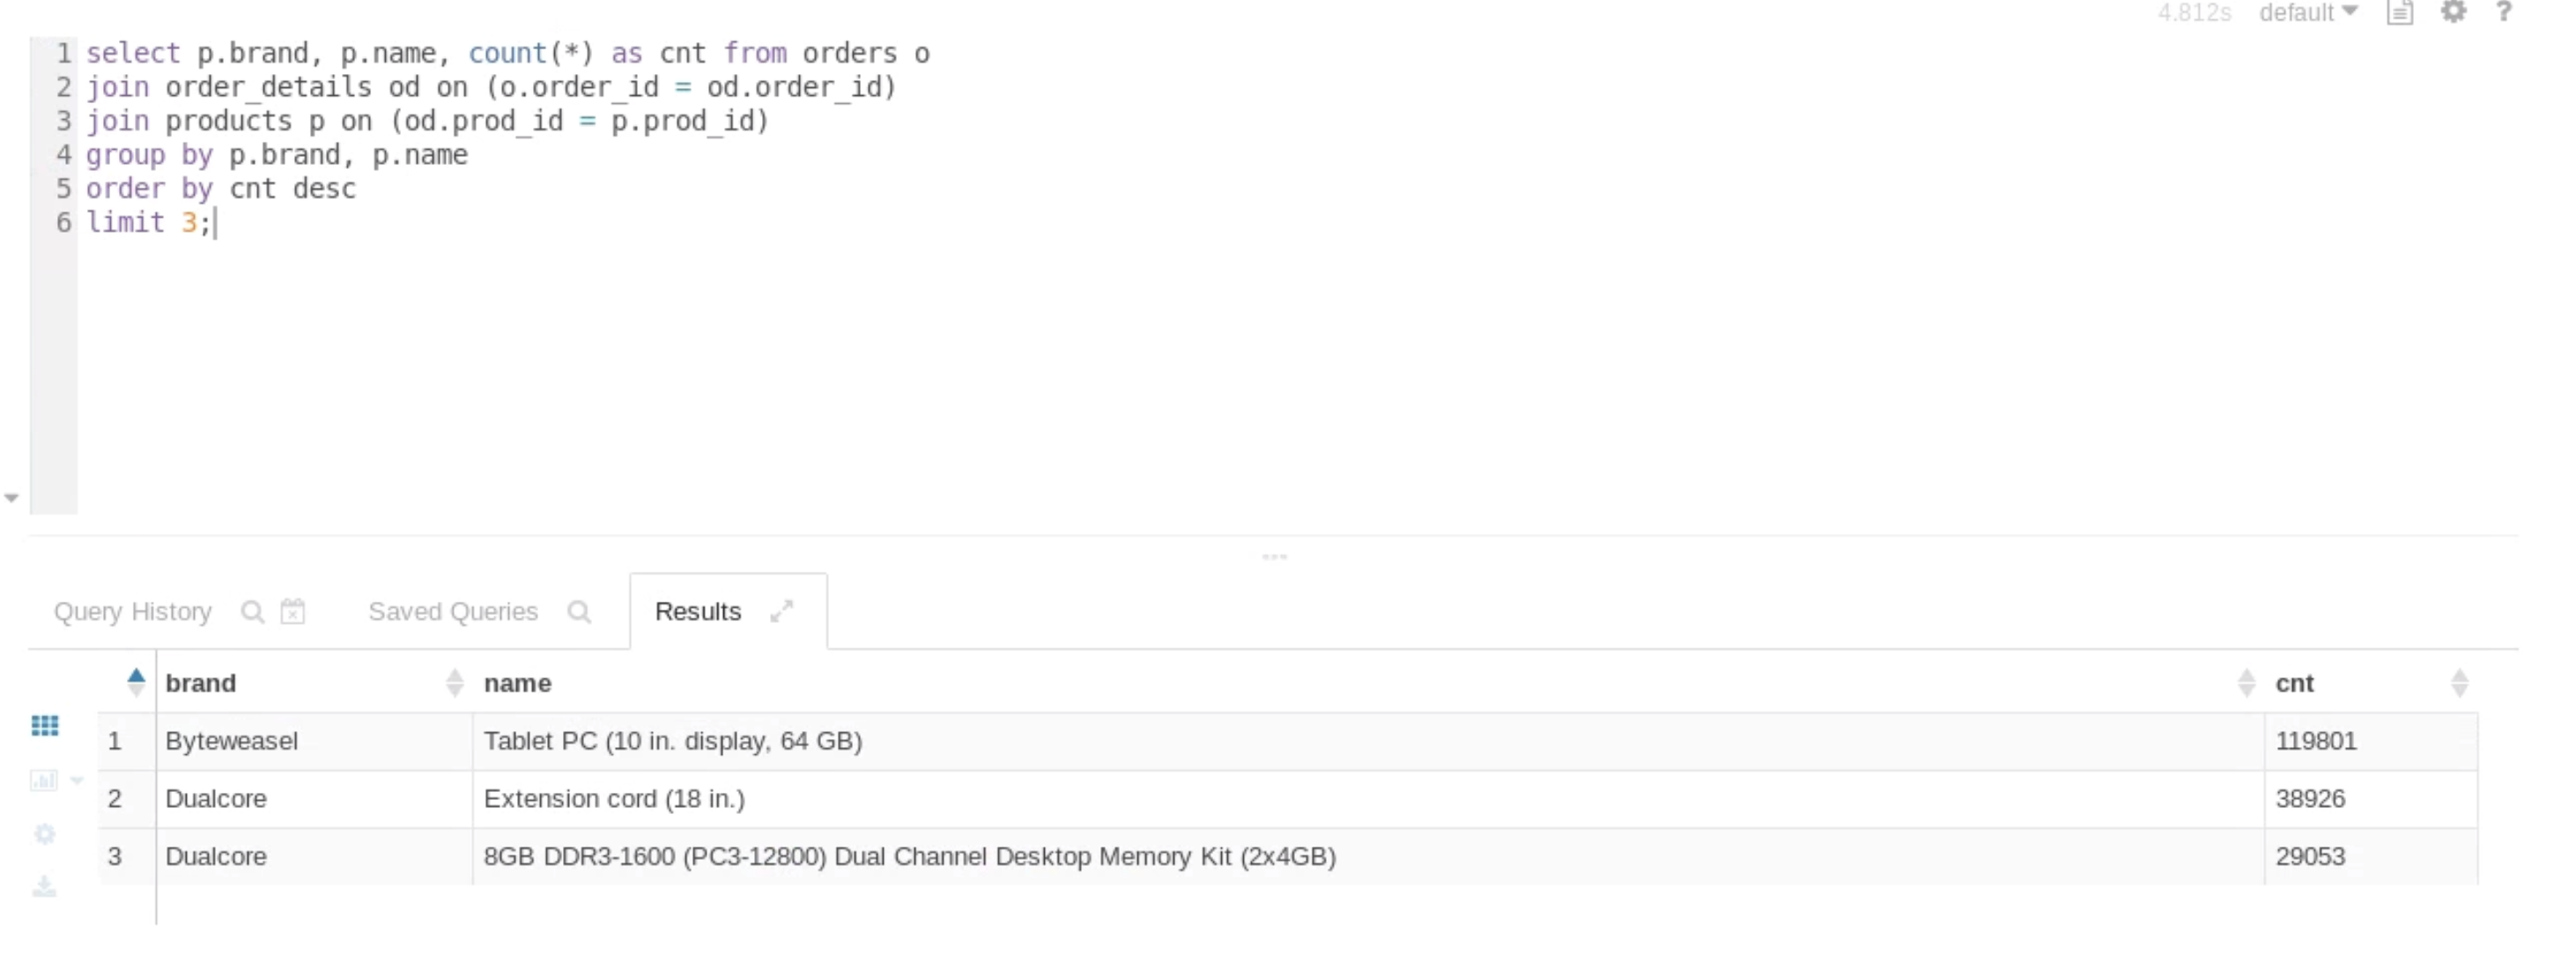 4.812s default ?
1 select p.brand, p.name, count(*) as cnt from orders o
2 join order_details od on (o.order_id = od.order_id)
3 join products p on (od.prod_id = p.prod_id)
4 group by p.brand, p.name
5 order by cnt desc
6 limit 3;
Query History Saved Queries Results
brand name cnt
1 Byteweasel Tablet PC (10 in. display, 64 GB) 119801
2 Dualcore Extension cord (18 in.) 38926
3 Dualcore 8GB DDR3-1600 (PC3-12800) Dual Channel Desktop Memory Kit (2x4GB) 29053